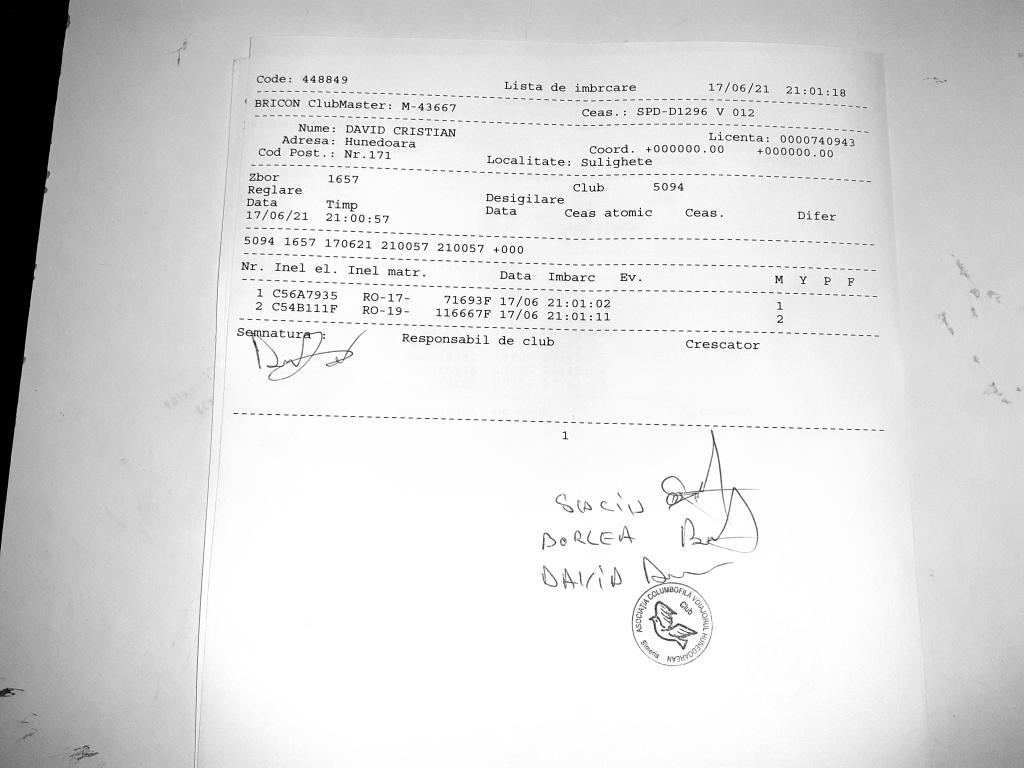 Code: 448849 Lista de imbrcare 17/06/21 21:01:18
BRICON ClubMaster: M-43667 Ceas.: SPD-D1296 V 012
Nume: DAVID CRISTIAN Licenta: 0000740943
Adresa: Hunedoara Coord. +000000.00 +000000.00
Cod Post.: Nr.171 Localitate: Sulighete
Zbor 1657 Club 5094
Reglare Desigilare
Data Timp Data Ceas atomic Ceas. Difer
17/06/21 21:00:57
5094 1657 170621 210057 210057 +000
Nr. Inel el. Inel matr. Data Imbarc Ev. M Y P F
1 C56A7935 RO-17- 71693F 17/06 21:01:02 1
2 C54B111F RO-19- 116667F 17/06 21:01:11 2
Semnatura : Responsabil de club Crescator
1
BORLEA
DAVID
ASOCIAȚIA COLUMBOFILĂ VOIAJORUL HUNEDOREAN
Club
Simeria